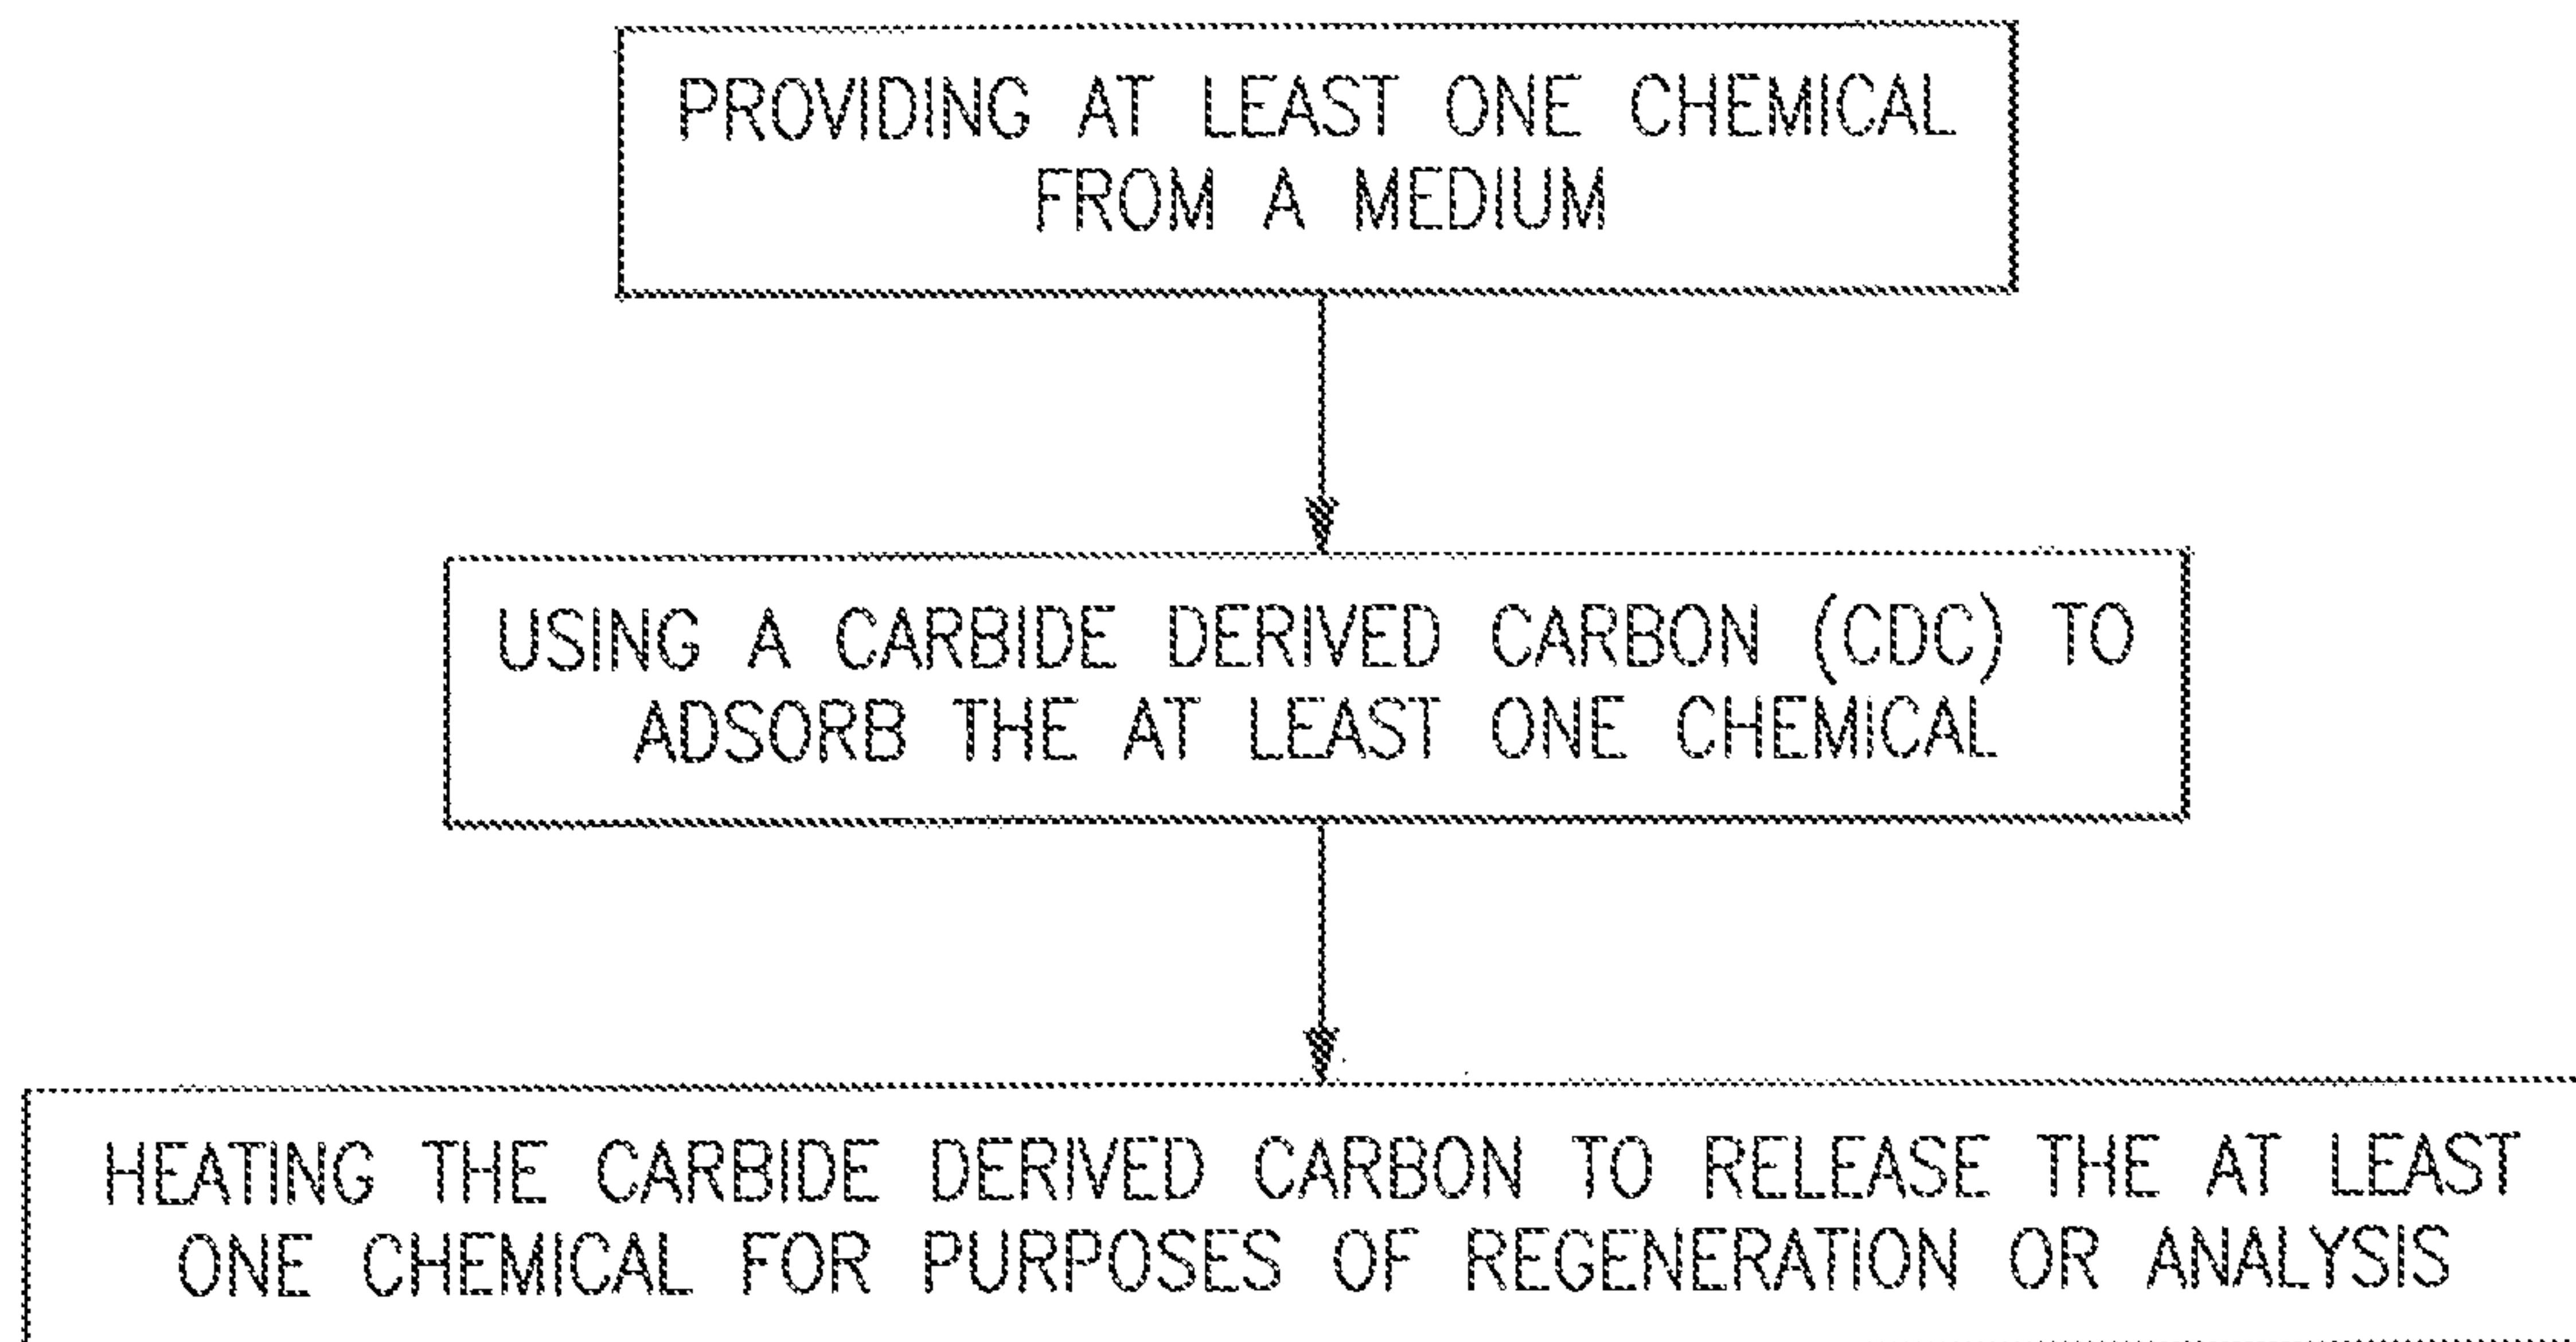 PROVIDING AT LEAST ONE CHEMICAL
FROM A MEDIUM
USING A CARBIDE DERIVED CARBON (CDC) TO
ADSORB THE AT LEAST ONE CHEMICAL
HEATING THE CARBIDE DERIVED CARBON TO RELEASE THE AT LEAST
ONE CHEMICAL FOR PURPOSES OF REGENERATION OR ANALYSIS